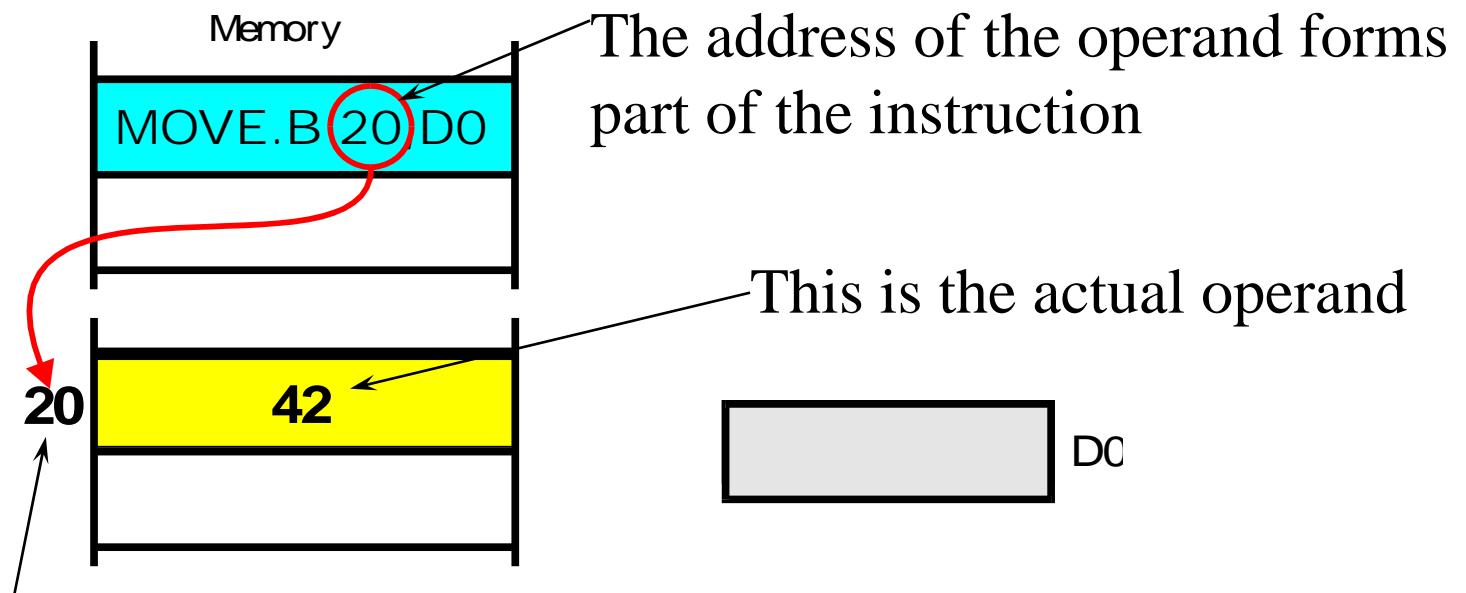 Memory
The address of the operand forms
part of the instruction
MOVE.B 20,D0
This is the actual operand
20
42
D0